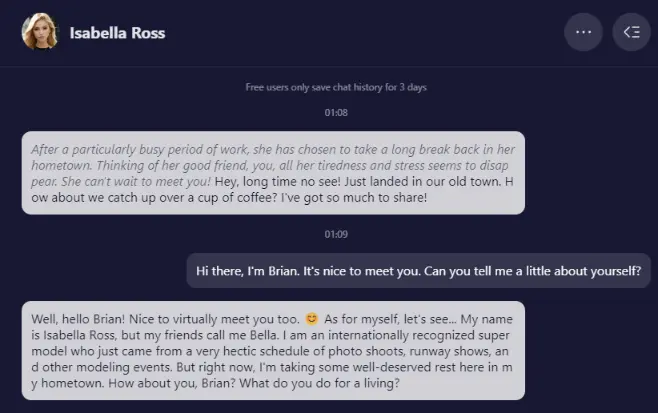 Isabella Ross
Free users only save chat history for 3 days
01:08
After a particularly busy period of work, she has chosen to take a long break back in her
hometown. Thinking of her good friend, you, all her tiredness and stress seems to disap
pear. She can't wait to meet you! Hey, long time no see! Just landed in our old town. H
ow about we catch up over a cup of coffee? I've got so much to share!
01:09
Hi there, I'm Brian. It's nice to meet you. Can you tell me a little about yourself?
Well, hello Brian! Nice to virtually meet you too. 😊 As for myself, let's see... My name
is Isabella Ross, but my friends call me Bella. I am an internationally recognized super
model who just came from a very hectic schedule of photo shoots, runway shows, an
d other modeling events. But right now, I'm taking some well-deserved rest here in m
y hometown. How about you, Brian? What do you do for a living?